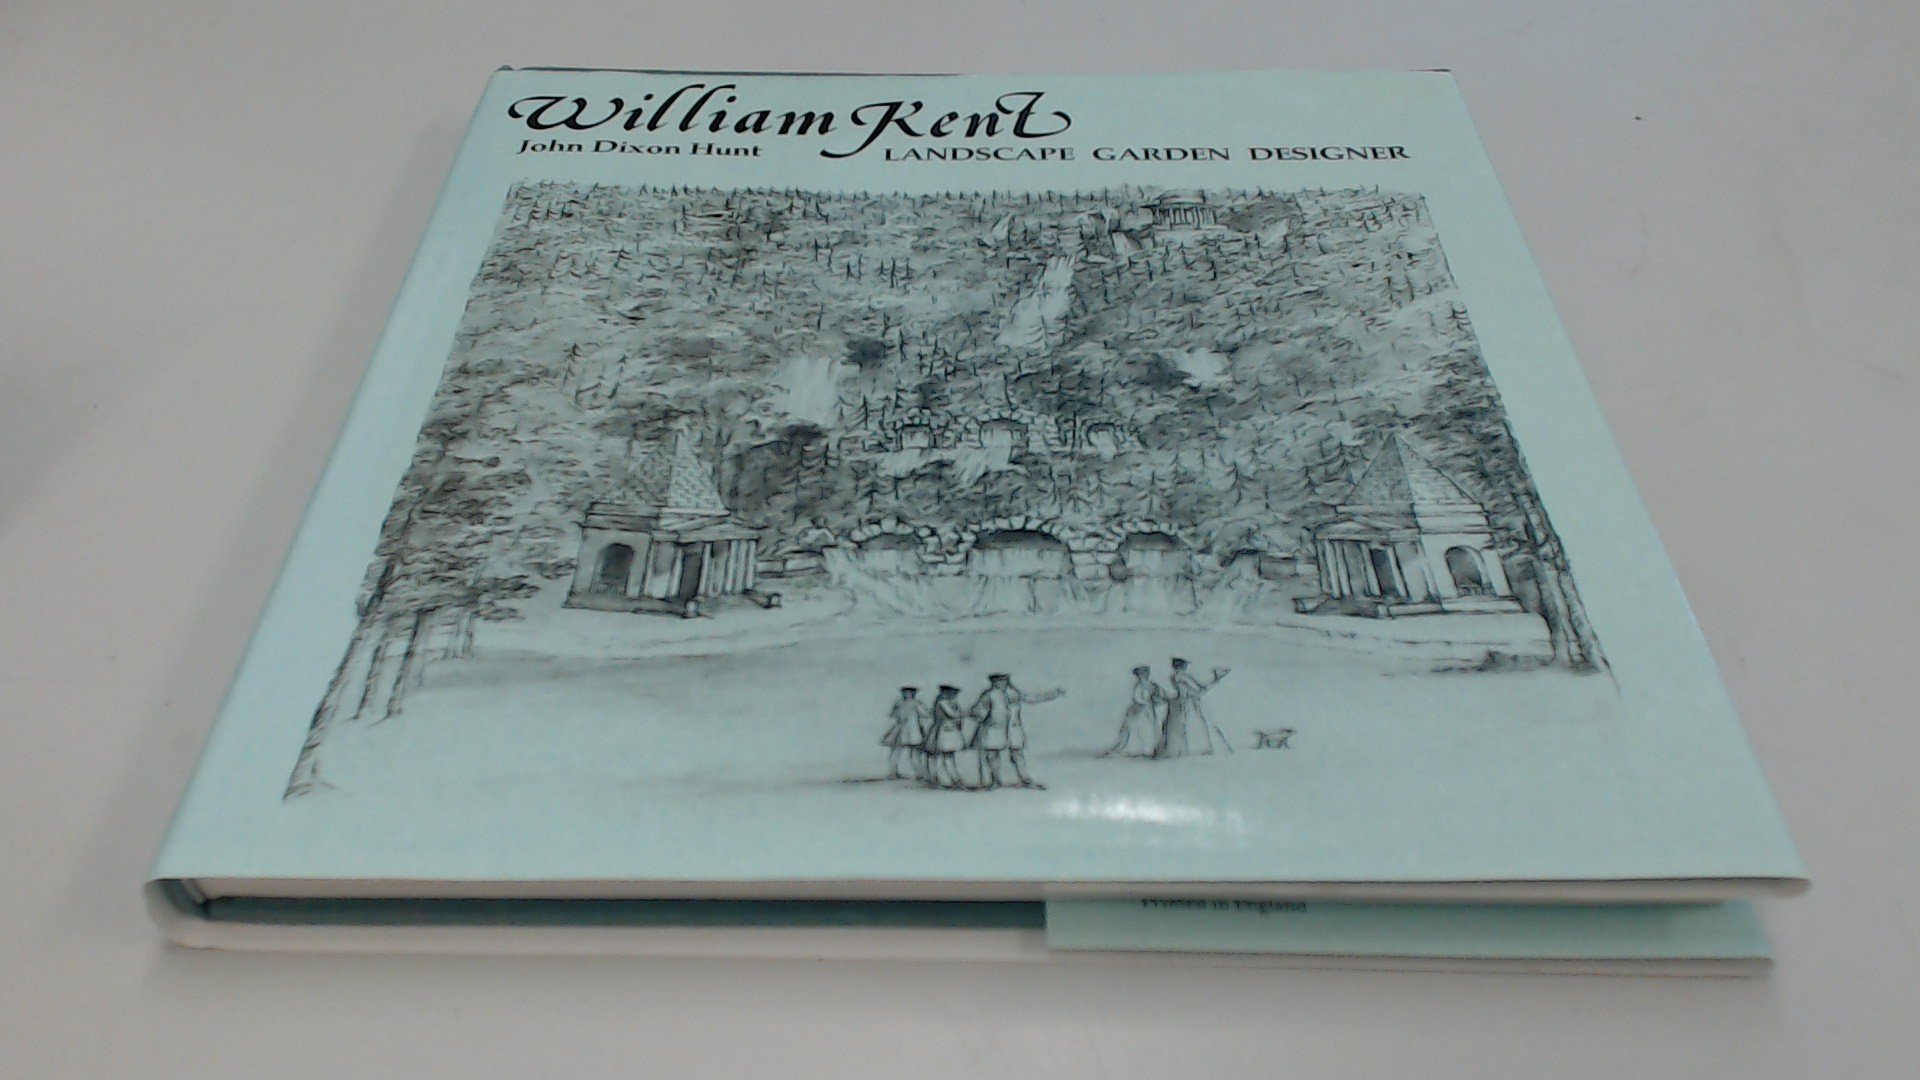 William Kent
John Dixon Hunt LANDSCAPE GARDEN DESIGNER